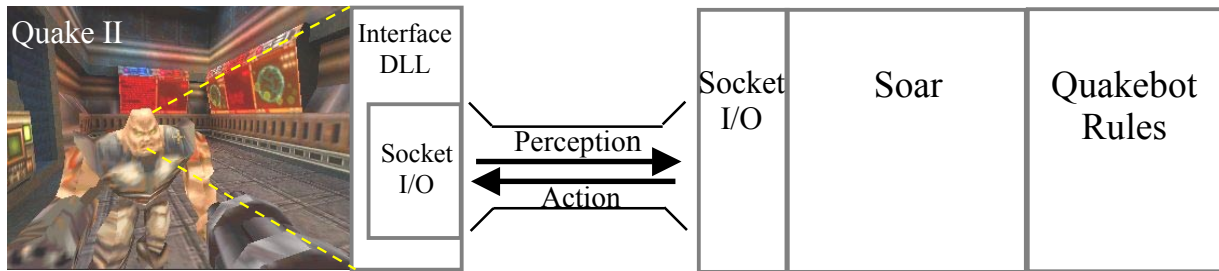 Quake II
Interface
DLL
Socket
I/O
Perception
Action
Socket
I/O
Soar
Quakebot
Rules